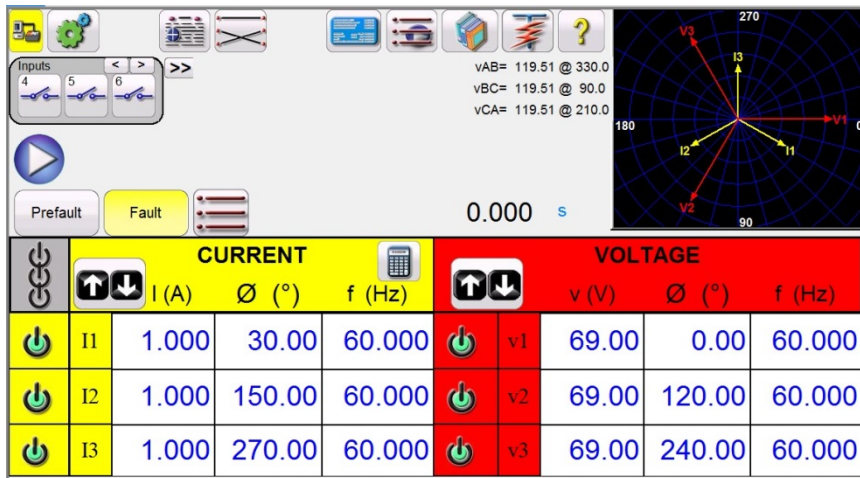 ?
Inputs < > >>
4 5 6
vAB= 119.51 @ 330.0
vBC= 119.51 @ 90.0
vCA= 119.51 @ 210.0
270
V3
I3
180
V1
0
I2
I1
V2
90
Prefault Fault
0.000 s
CURRENT VOLTAGE
I (A) Ø (°) f (Hz) v (V) Ø (°) f (Hz)
I1 1.000 30.00 60.000 v1 69.00 0.00 60.000
I2 1.000 150.00 60.000 v2 69.00 120.00 60.000
I3 1.000 270.00 60.000 v3 69.00 240.00 60.000